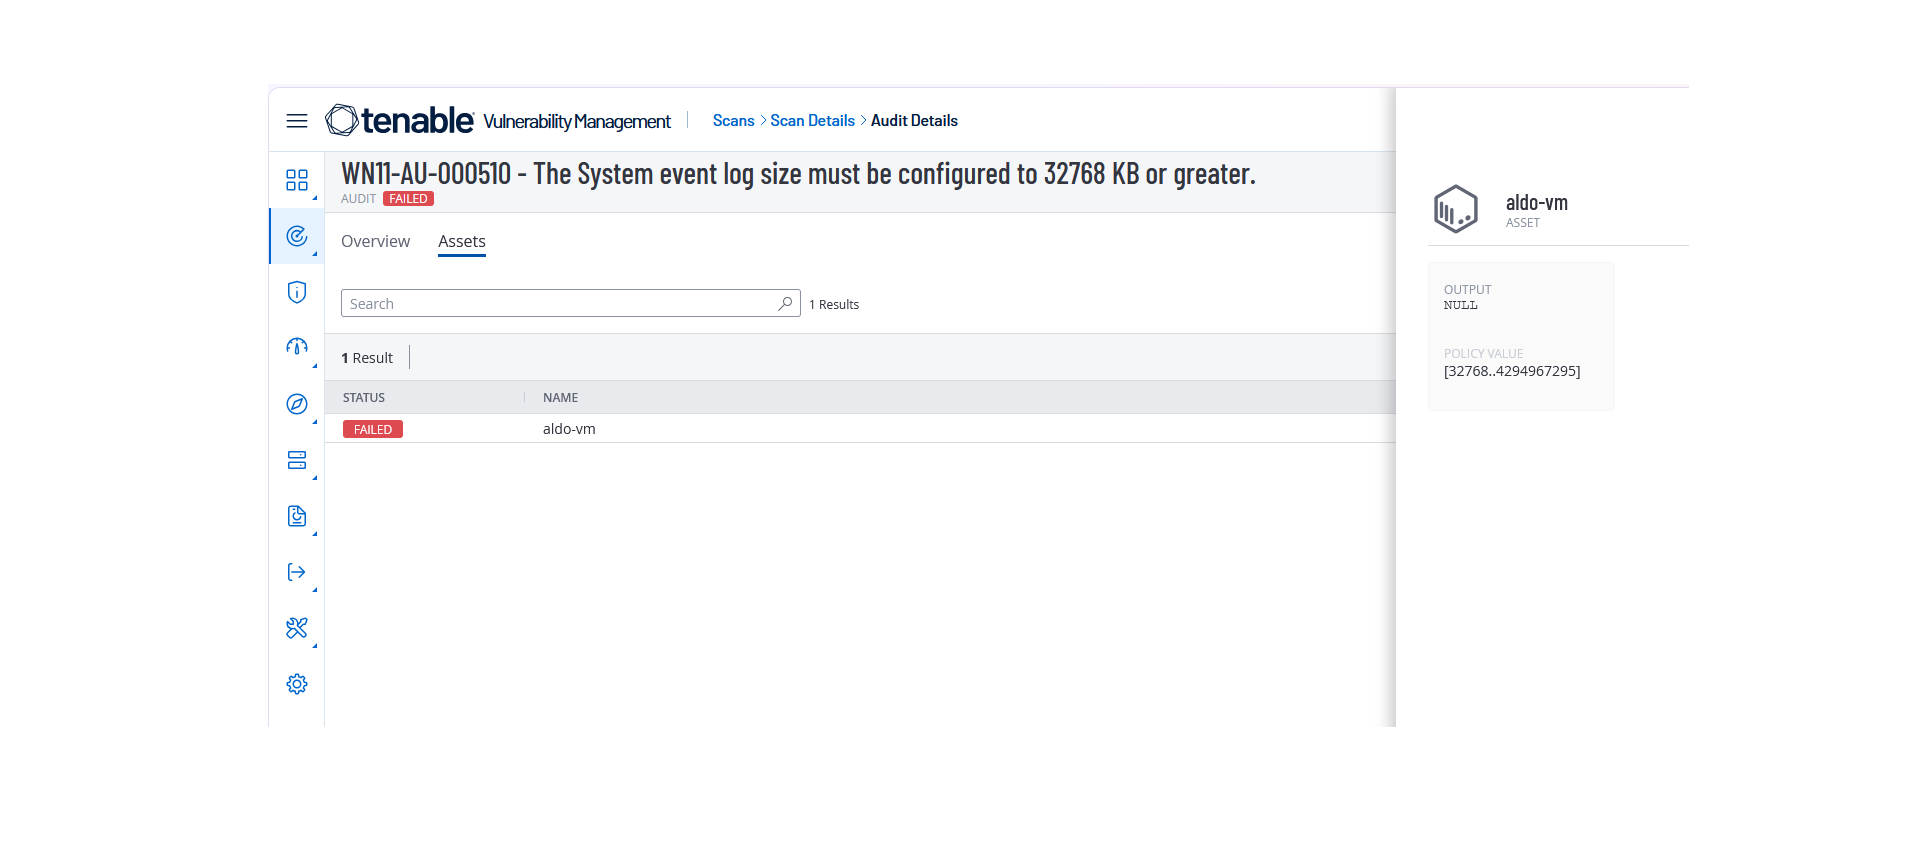 tenable Vulnerability Management Scans > Scan Details > Audit Details
WN11-AU-000510 - The System event log size must be configured to 32768 KB or greater.
AUDIT FAILED
Overview Assets
Search 1 Results
1 Result
STATUS NAME
FAILED aldo-vm
aldo-vm
ASSET
OUTPUT
NULL
POLICY VALUE
[32768..4294967295]